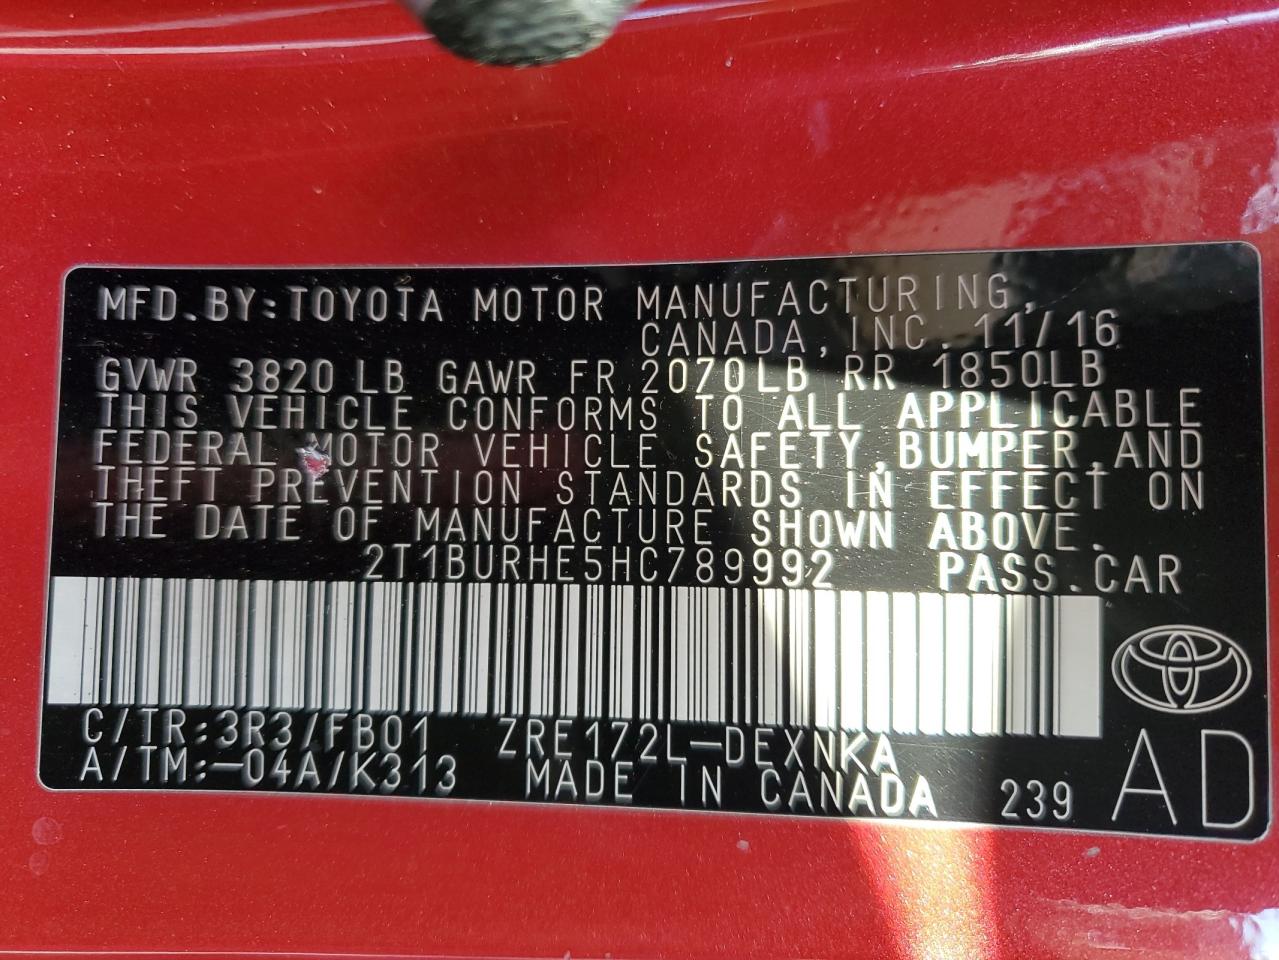 MFD. BY: TOYOTA MOTOR MANUFACTURING,
CANADA, INC. 11/16
GVWR 3820 LB GAWR FR 2070LB RR 1850LB
THIS VEHICLE CONFORMS TO ALL APPLICABLE
FEDERAL MOTOR VEHICLE SAFETY, BUMPER, AND
THEFT PREVENTION STANDARDS IN EFFECT ON
THE DATE OF MANUFACTURE SHOWN ABOVE.
2T1BURHE5HC789992 PASS. CAR
C/TR: 3R3/FB01 ZRE172L-DEXNKA
A/TM: -04A/K313 MADE IN CANADA 239
AD